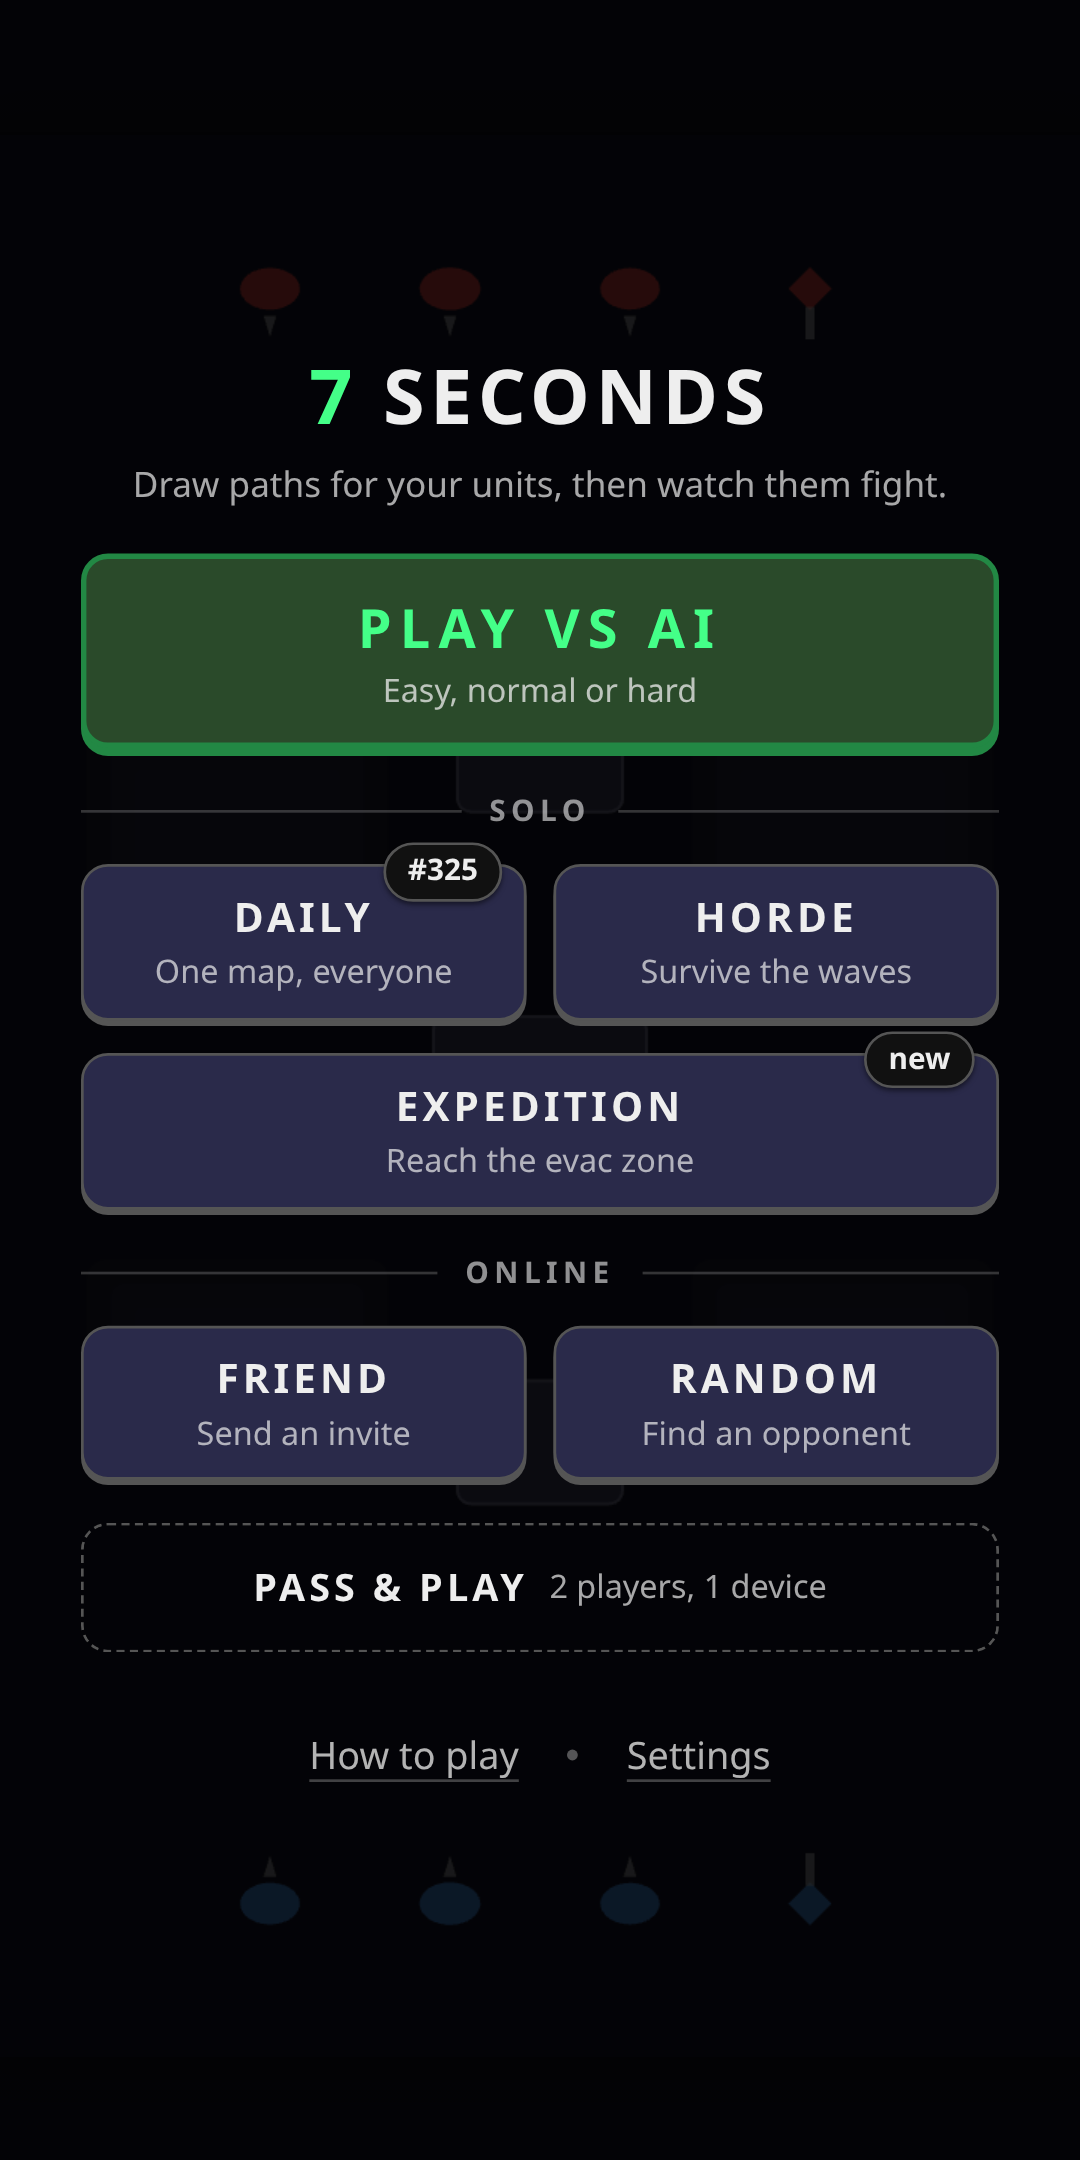 7 SECONDS
Draw paths for your units, then watch them fight.
PLAY VS AI
Easy, normal or hard
SOLO
#325
DAILY
One map, everyone
HORDE
Survive the waves
new
EXPEDITION
Reach the evac zone
ONLINE
FRIEND
Send an invite
RANDOM
Find an opponent
PASS & PLAY 2 players, 1 device
How to play • Settings